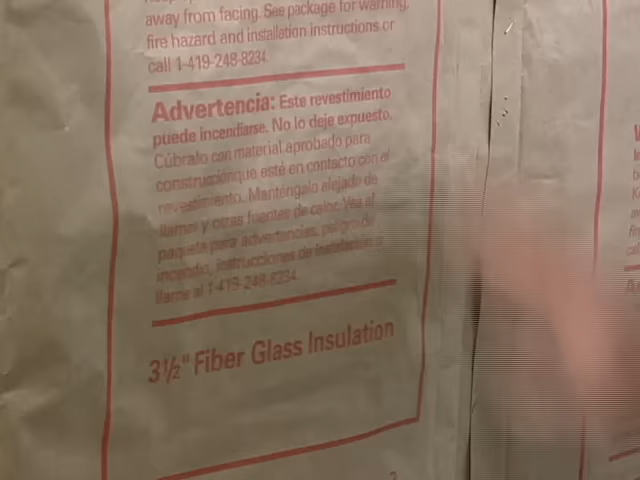 away from facing. See package for warning,
fire hazard and installation instructions or
call 1-419-248-8234.
Advertencia: Este revestimiento
puede incendiarse. No lo deje expuesto.
Cúbralo con material aprobado para
construcciónque esté en contacto con el
revestimiento. Manténgalo alejado de
llamas y otras fuentes de calor. Vea el
paquete para advertencias, peligro de
incendio, instrucciones de instalación o
llame al 1-419-248-8234.
3½" Fiber Glass Insulation